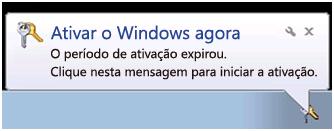 Ativar o Windows agora
O período de ativação expirou.
Clique nesta mensagem para iniciar a ativação.